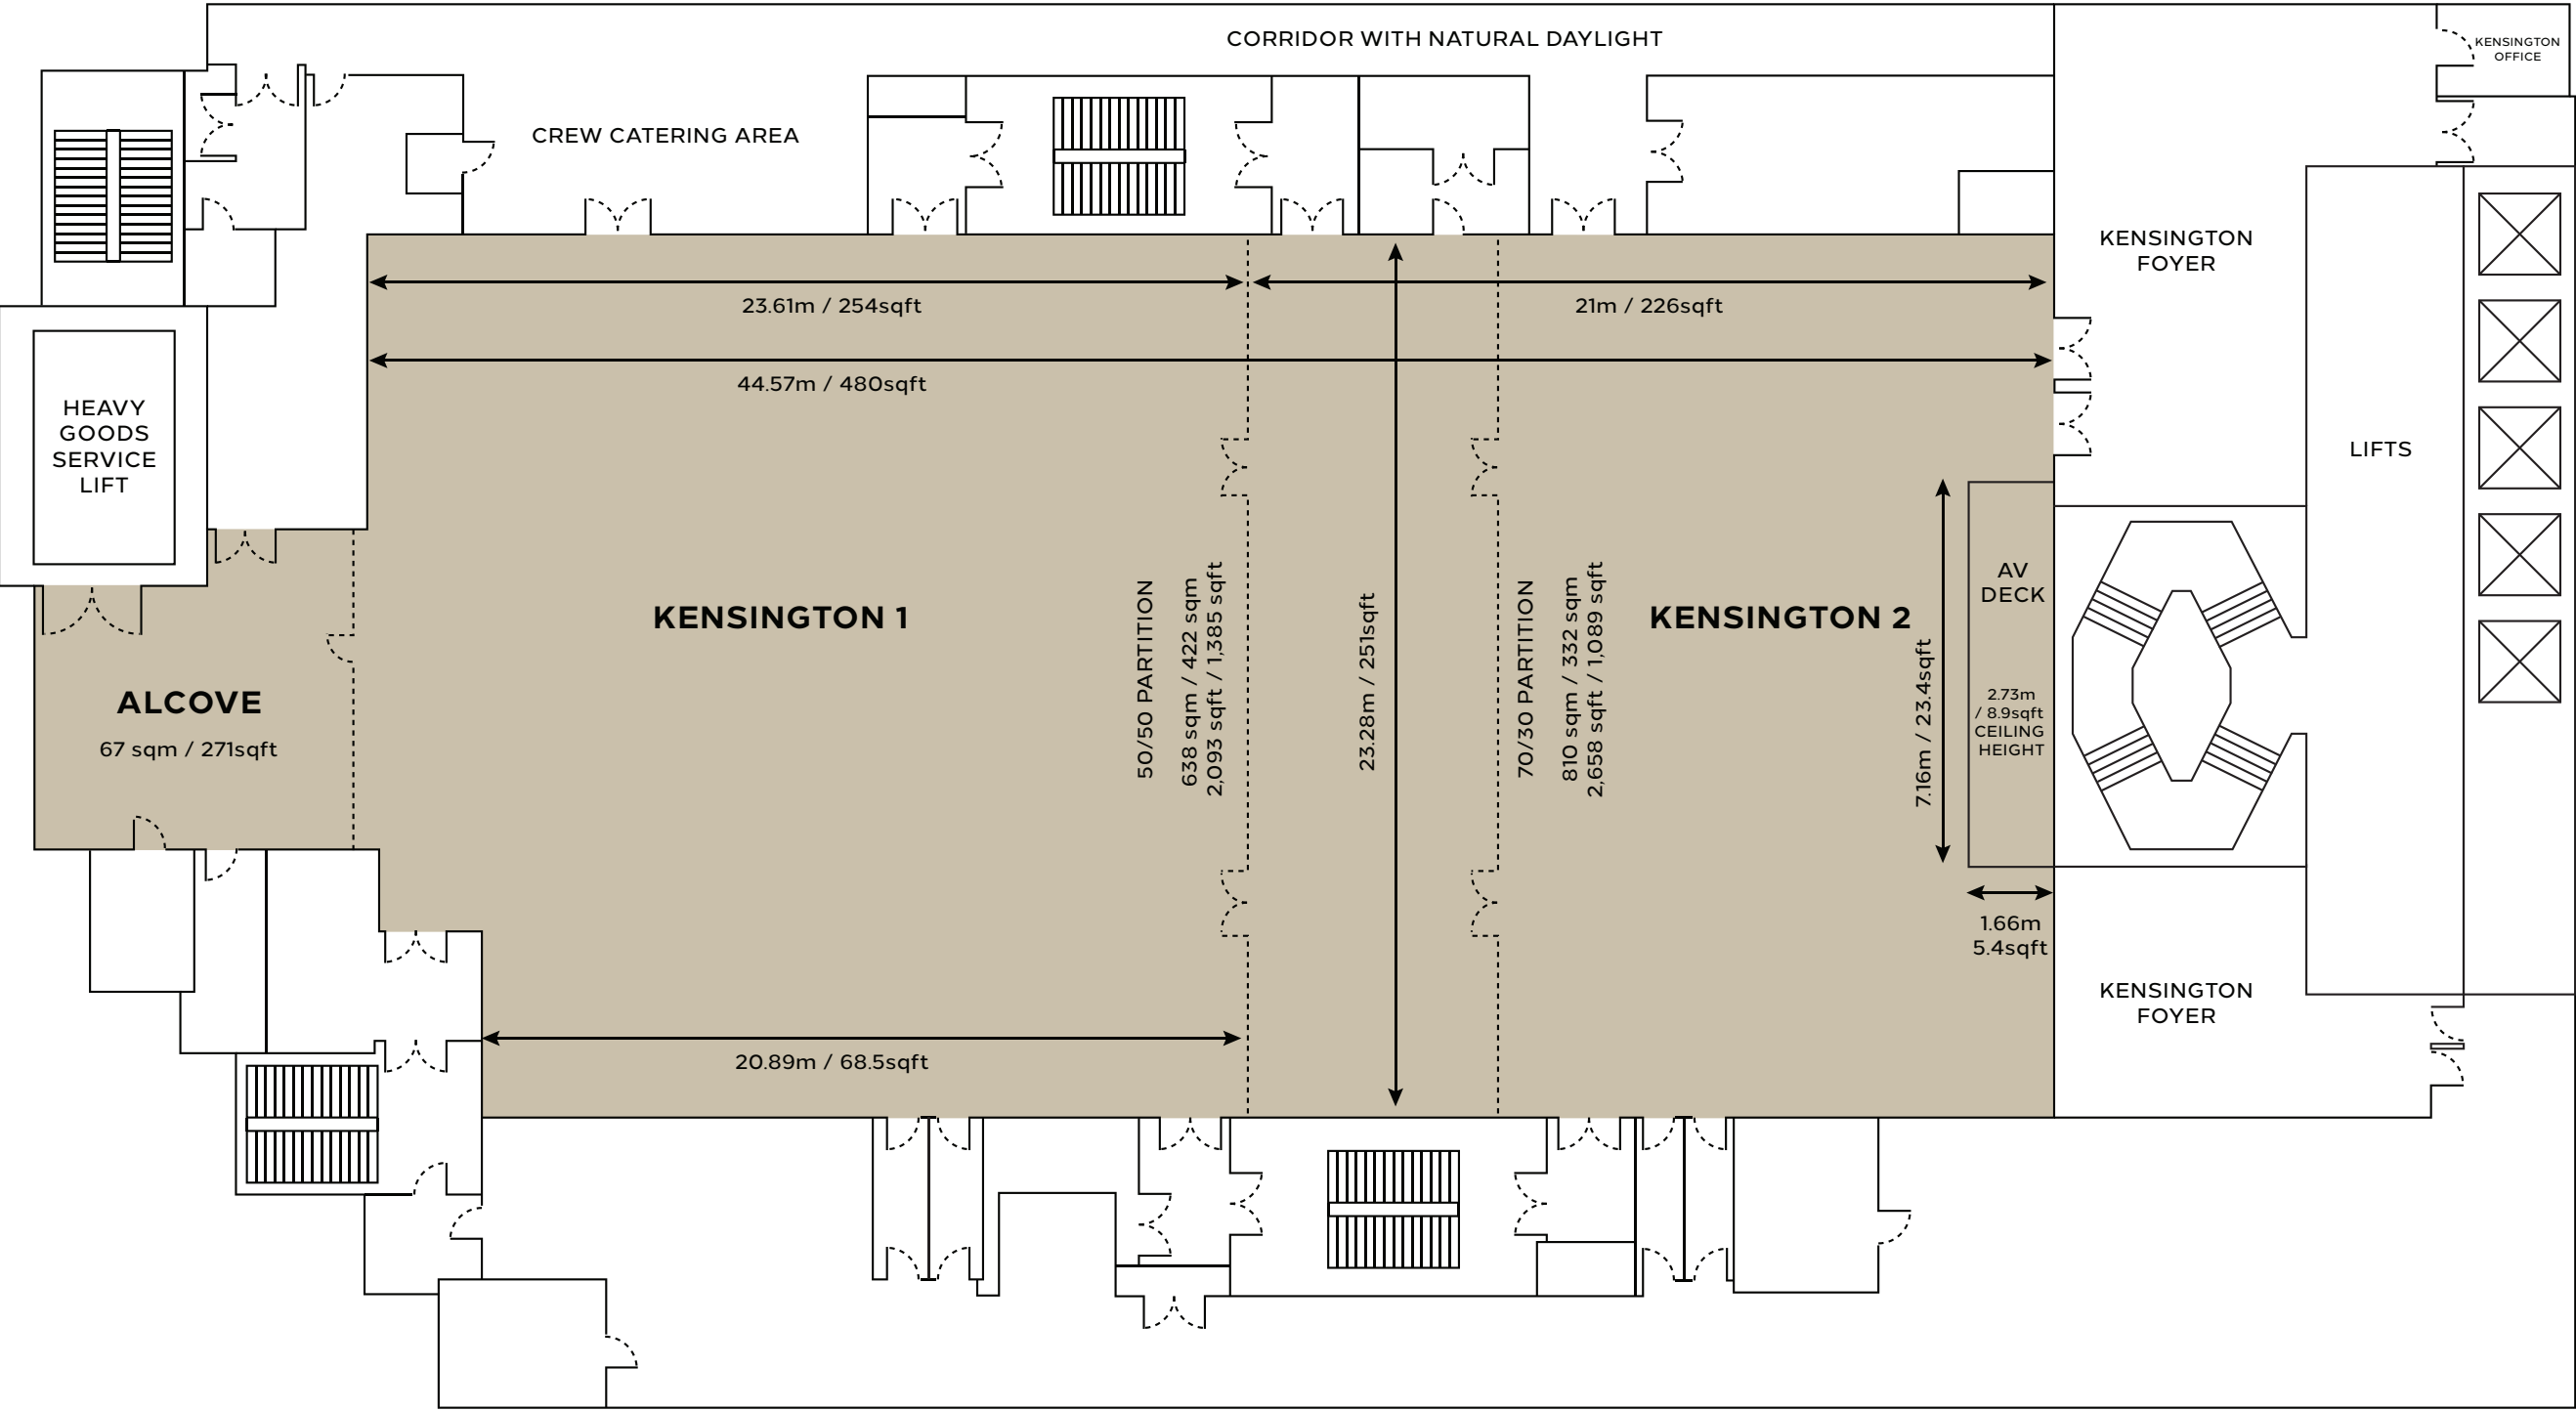 CORRIDOR WITH NATURAL DAYLIGHT
KENSINGTON
OFFICE
CREW CATERING AREA
KENSINGTON
FOYER
23.61m / 254sqft
21m / 226sqft
44.57m / 480sqft
HEAVY
GOODS
SERVICE
LIFT
LIFTS
KENSINGTON 1
50/50 PARTITION
638 sqm / 422 sqm
2,093 sqft / 1,385 sqft
23.28m / 251sqft
70/30 PARTITION
810 sqm / 332 sqm
2,658 sqft / 1,089 sqft
KENSINGTON 2
7.16m / 23.4sqft
AV
DECK
2.73m
/ 8.9sqft
CEILING
HEIGHT
ALCOVE
67 sqm / 271sqft
1.66m
5.4sqft
KENSINGTON
FOYER
20.89m / 68.5sqft